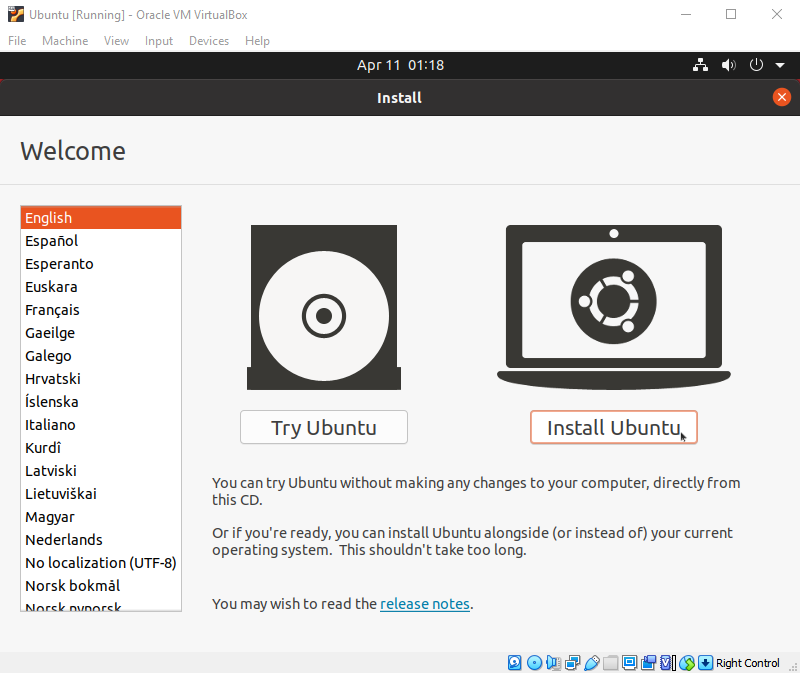 Ubuntu [Running] - Oracle VM VirtualBox
File Machine View Input Devices Help
Apr 11 01:18
Install
Welcome
English
Español
Esperanto
Euskara
Français
Gaeilge
Galego
Hrvatski
Íslenska
Italiano
Kurdî
Latviski
Lietuviškai
Magyar
Nederlands
No localization (UTF-8)
Norsk bokmål
Norsk nynorsk
Try Ubuntu
Install Ubuntu
You can try Ubuntu without making any changes to your computer, directly from
this CD.
Or if you're ready, you can install Ubuntu alongside (or instead of) your current
operating system. This shouldn't take too long.
You may wish to read the release notes.
Right Control